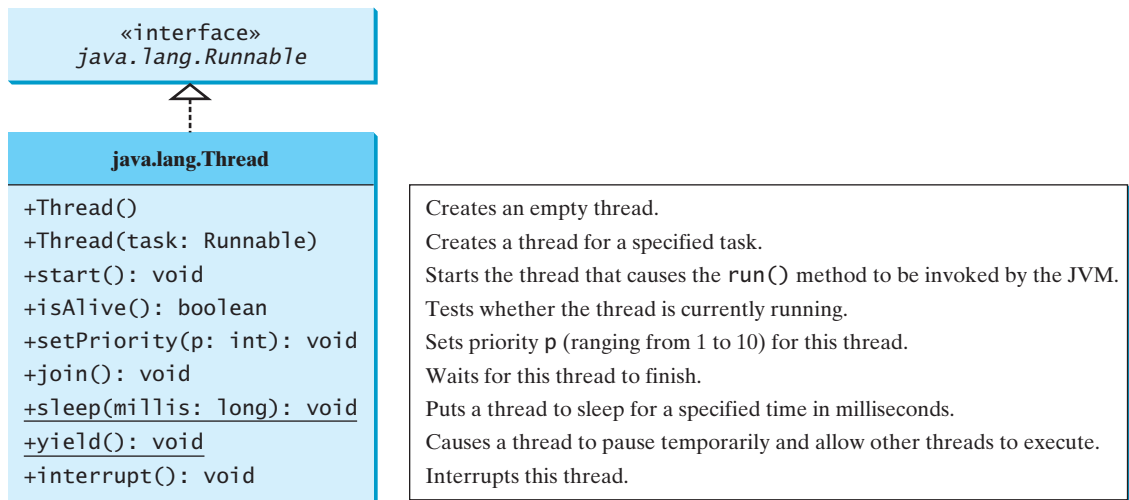 «interface»
java.lang.Runnable
java.lang.Thread
+Thread()
Creates an empty thread.
+Thread(task: Runnable)
Creates a thread for a specified task.
+start(): void
Starts the thread that causes the run() method to be invoked by the JVM.
+isAlive(): boolean
Tests whether the thread is currently running.
+setPriority(p: int): void
Sets priority p (ranging from 1 to 10) for this thread.
+join(): void
Waits for this thread to finish.
+sleep(millis: long): void
Puts a thread to sleep for a specified time in milliseconds.
+yield(): void
Causes a thread to pause temporarily and allow other threads to execute.
+interrupt(): void
Interrupts this thread.